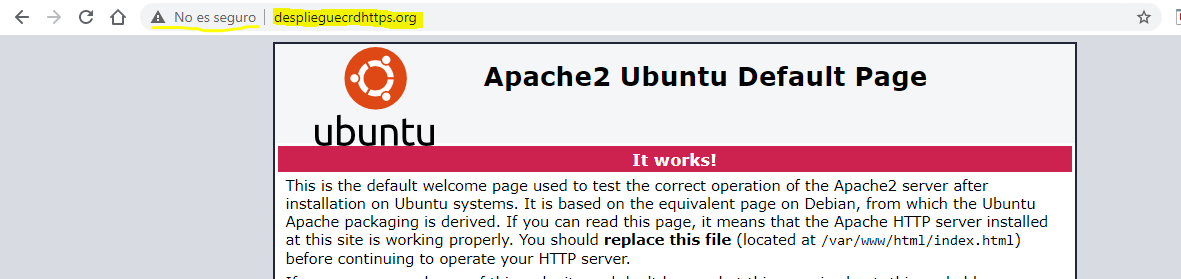 No es seguro | desplieguecrdhttps.org
Apache2 Ubuntu Default Page
ubuntu
It works!
This is the default welcome page used to test the correct operation of the Apache2 server after
installation on Ubuntu systems. It is based on the equivalent page on Debian, from which the Ubuntu
Apache packaging is derived. If you can read this page, it means that the Apache HTTP server installed
at this site is working properly. You should replace this file (located at /var/www/html/index.html)
before continuing to operate your HTTP server.